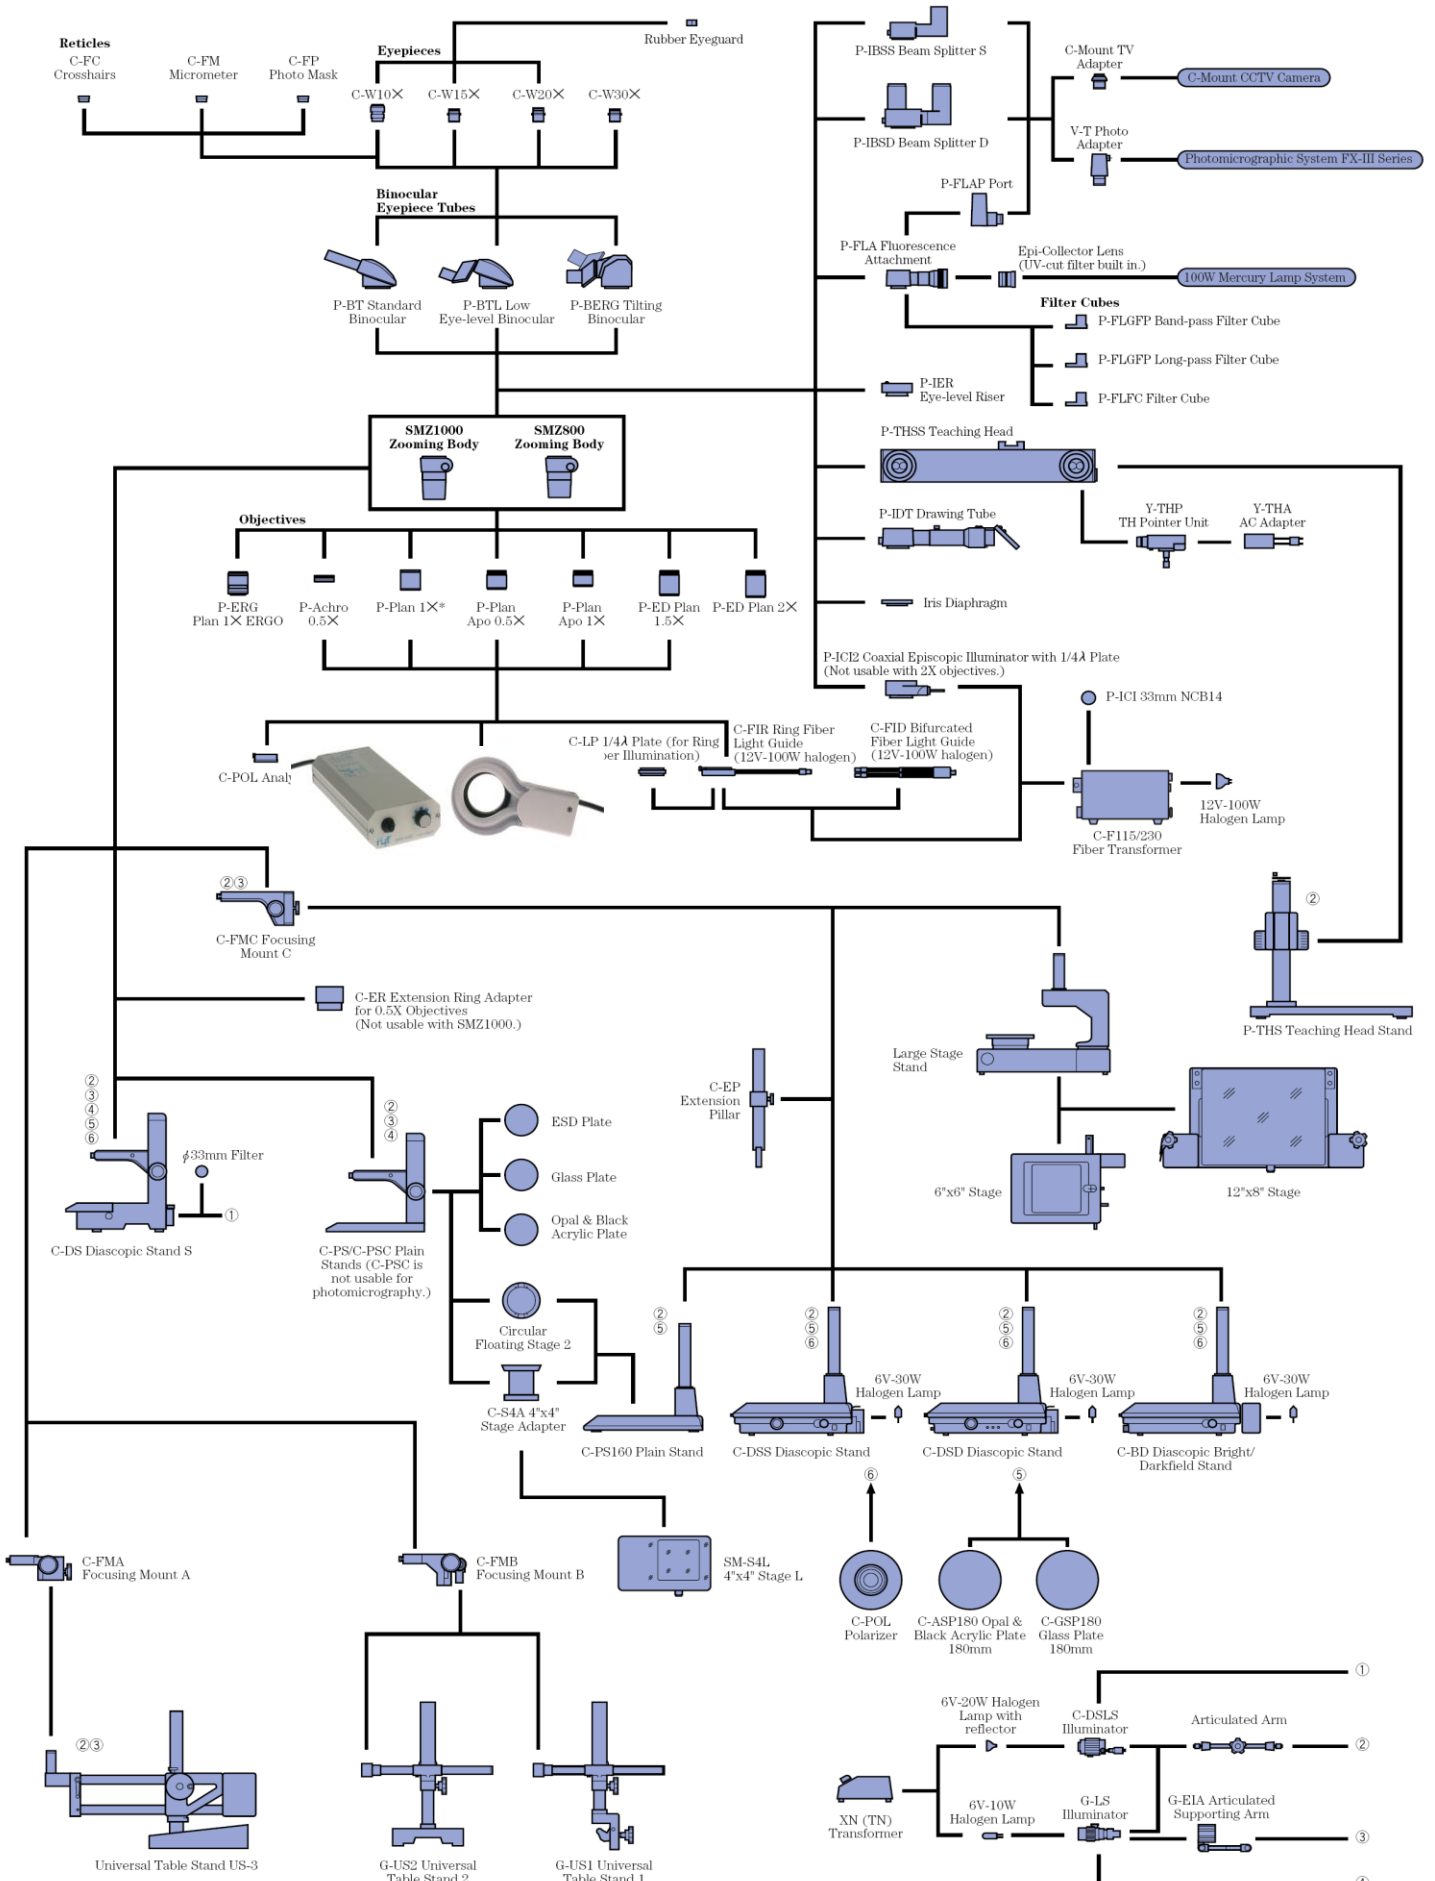 Reticles
C-FC
Crosshairs
C-FM
Micrometer
C-FP
Photo Mask
Eyepieces
Rubber Eyeguard
C-W10X
C-W15X
C-W20X
C-W30X
Binocular
Eyepiece Tubes
P-BT Standard
Binocular
P-BTL Low
Eye-level Binocular
P-BERG Tilting
Binocular
SMZ1000
Zooming Body
SMZ800
Zooming Body
Objectives
P-ERG
Plan 1X ERGO
P-Achro
0.5X
P-Plan 1X*
P-Plan
Apo 0.5X
P-Plan
Apo 1X
P-ED Plan
1.5X
P-ED Plan 2X
P-IBSS Beam Splitter S
P-IBSD Beam Splitter D
C-Mount TV
Adapter
C-Mount CCTV Camera
V-T Photo
Adapter
Photomicrographic System FX-III Series
P-FLAP Port
P-FLA Fluorescence
Attachment
Epi-Collector Lens
(UV-cut filter built in.)
100W Mercury Lamp System
Filter Cubes
P-FLGFP Band-pass Filter Cube
P-FLGFP Long-pass Filter Cube
P-FLFC Filter Cube
P-IER
Eye-level Riser
P-THSS Teaching Head
P-IDT Drawing Tube
Y-THP
TH Pointer Unit
Y-THA
AC Adapter
Iris Diaphragm
P-ICI2 Coaxial Episcopic Illuminator with 1/4λ Plate
(Not usable with 2X objectives.)
P-ICI 33mm NCB14
C-POL
C-LP 1/4λ Plate (for Ring
Illumination)
C-FIR Ring Fiber
Light Guide
(12V-100W halogen)
C-FID Bifurcated
Fiber Light Guide
(12V-100W halogen)
C-F115/230
Fiber Transformer
12V-100W
Halogen Lamp
②③
C-FMC Focusing
Mount C
C-ER Extension Ring Adapter
for 0.5X Objectives
(Not usable with SMZ1000.)
②
P-THS Teaching Head Stand
Large Stage
Stand
C-EP
Extension
Pillar
6"x6" Stage
12"x8" Stage
②
③
④
⑤
⑥
ϕ33mm Filter
①
C-DS Diascopic Stand S
②
③
④
C-PS/C-PSC Plain
Stands (C-PSC is
not usable for
photomicrography.)
ESD Plate
Glass Plate
Opal & Black
Acrylic Plate
Circular
Floating Stage 2
C-S4A 4"x4"
Stage Adapter
②
⑤
C-PS160 Plain Stand
②
⑤
⑥
6V-30W
Halogen Lamp
C-DSS Diascopic Stand
②
⑤
⑥
6V-30W
Halogen Lamp
C-DSD Diascopic Stand
②
⑤
⑥
6V-30W
Halogen Lamp
C-BD Diascopic Bright/
Darkfield Stand
⑥
⑤
C-FMA
Focusing Mount A
C-FMB
Focusing Mount B
SM-S4L
4"x4" Stage L
C-POL
Polarizer
C-ASP180 Opal &
Black Acrylic Plate
180mm
C-GSP180
Glass Plate
180mm
②③
Universal Table Stand US-3
G-US2 Universal
Table Stand 2
G-US1 Universal
Table Stand 1
①
6V-20W Halogen
Lamp with
reflector
C-DSLS
Illuminator
Articulated Arm
②
XN (TN)
Transformer
6V-10W
Halogen Lamp
G-LS
Illuminator
G-EIA Articulated
Supporting Arm
③